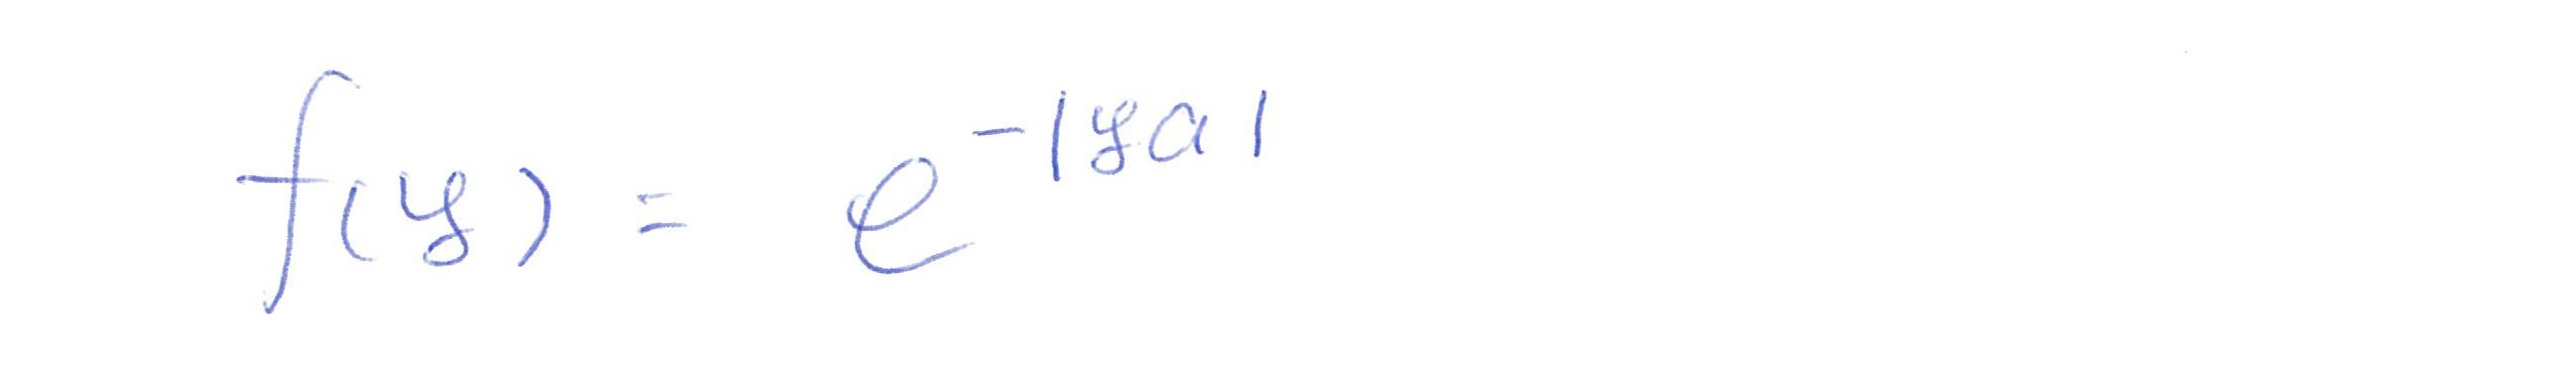 f(y) = e^{-|ya|}